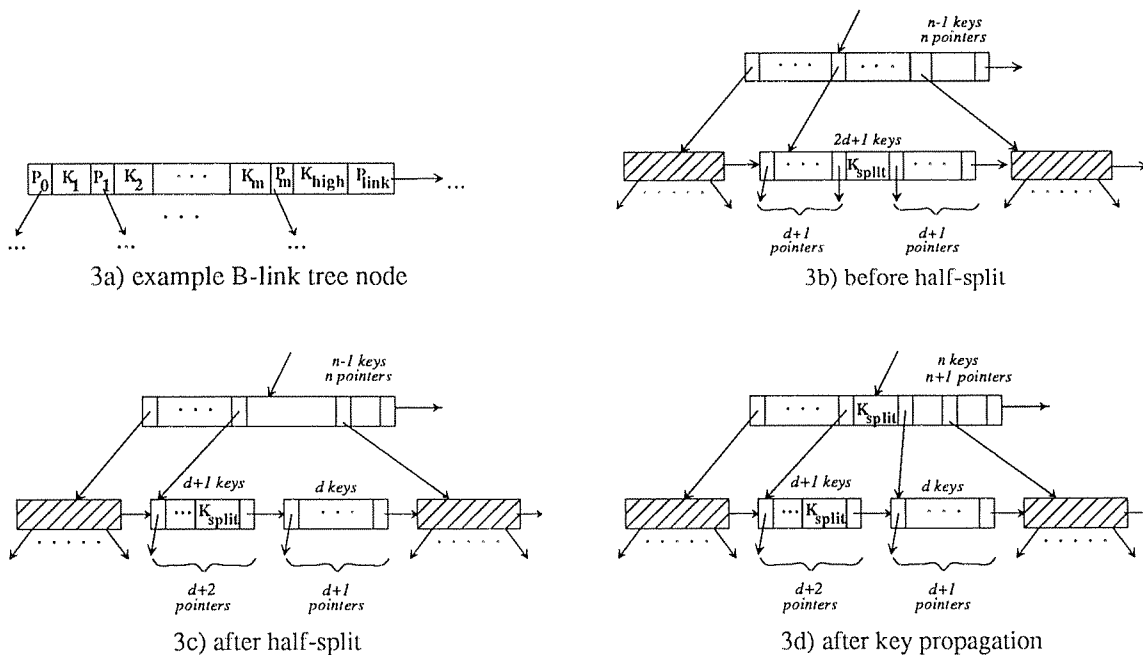 P0 K1 P1 K2 · · · Km Pm Khigh Plink ...
· · ·
... ... ...
3a) example B-link tree node
n-1 keys
n pointers
· · · · · ·
2d+1 keys
· · · Ksplit · · ·
d+1
pointers
d+1
pointers
3b) before half-split
n-1 keys
n pointers
· · ·
d+1 keys
d keys
... Ksplit · · ·
d+2
pointers
d+1
pointers
3c) after half-split
n keys
n+1 pointers
· · · Ksplit
d+1 keys
d keys
... Ksplit · · ·
d+2
pointers
d+1
pointers
3d) after key propagation